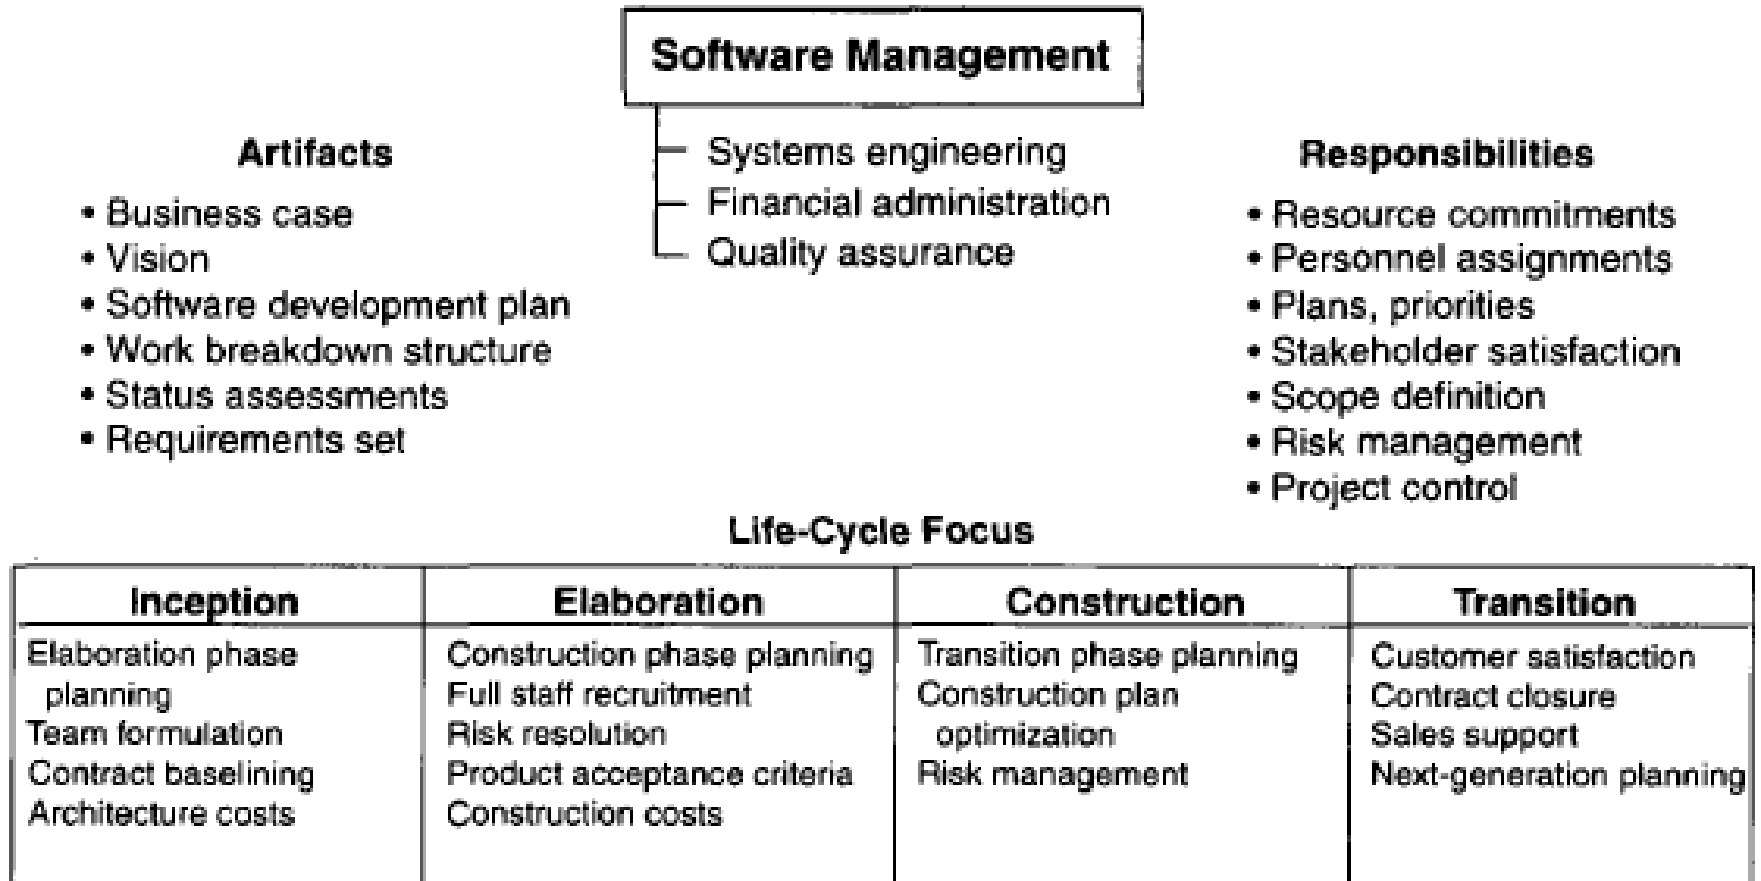 Software Management
Systems engineering
Financial administration
Quality assurance
Artifacts
• Business case
• Vision
• Software development plan
• Work breakdown structure
• Status assessments
• Requirements set
Responsibilities
• Resource commitments
• Personnel assignments
• Plans, priorities
• Stakeholder satisfaction
• Scope definition
• Risk management
• Project control
Life-Cycle Focus
Inception
Elaboration phase
planning
Team formulation
Contract baselining
Architecture costs
Elaboration
Construction phase planning
Full staff recruitment
Risk resolution
Product acceptance criteria
Construction costs
Construction
Transition phase planning
Construction plan
optimization
Risk management
Transition
Customer satisfaction
Contract closure
Sales support
Next-generation planning